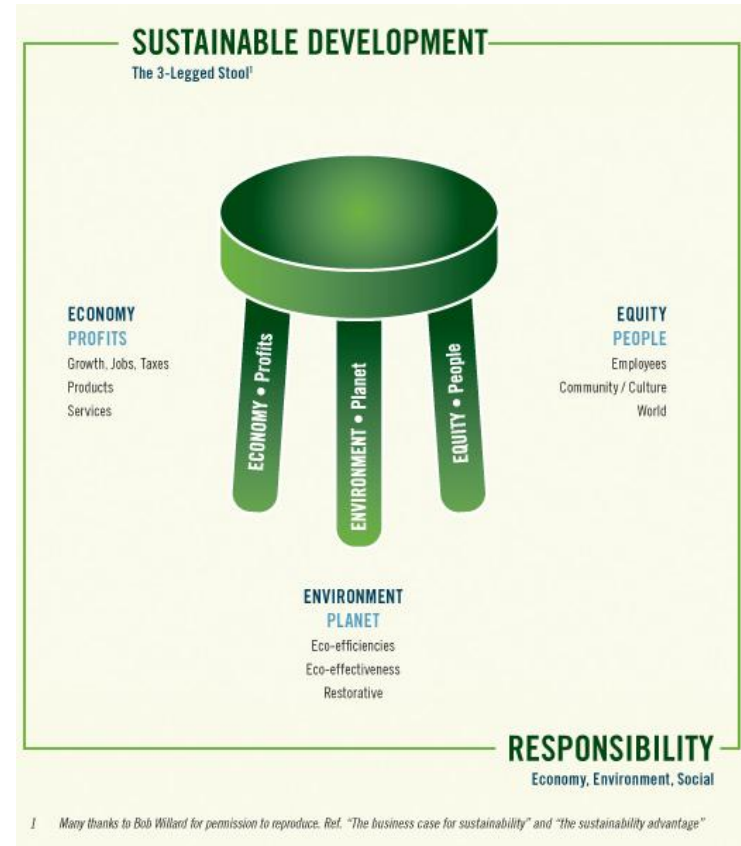 SUSTAINABLE DEVELOPMENT
The 3-Legged Stool¹
ECONOMY • Profits
ENVIRONMENT • Planet
EQUITY • People
ECONOMY
PROFITS
Growth, Jobs, Taxes
Products
Services
EQUITY
PEOPLE
Employees
Community / Culture
World
ENVIRONMENT
PLANET
Eco-efficiencies
Eco-effectiveness
Restorative
RESPONSIBILITY
Economy, Environment, Social
1 Many thanks to Bob Willard for permission to reproduce. Ref. “The business case for sustainability” and “the sustainability advantage”